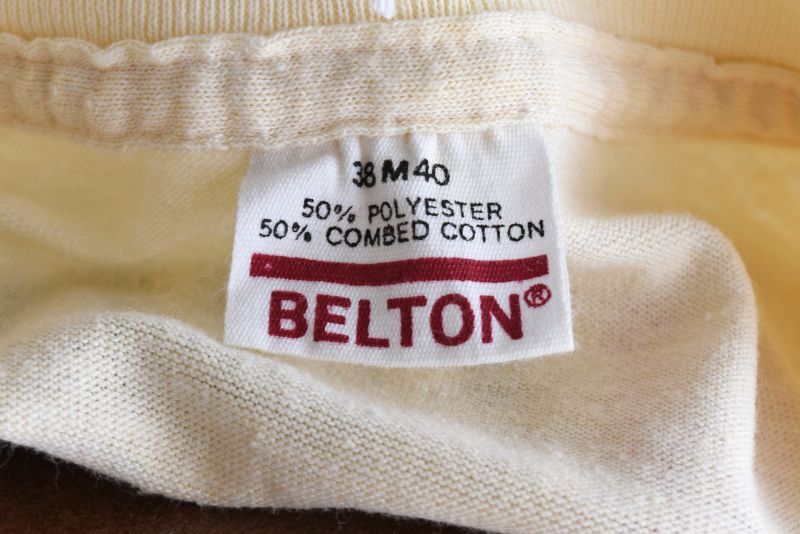 38 M 40
50% POLYESTER
50% COMBED COTTON
BELTON®